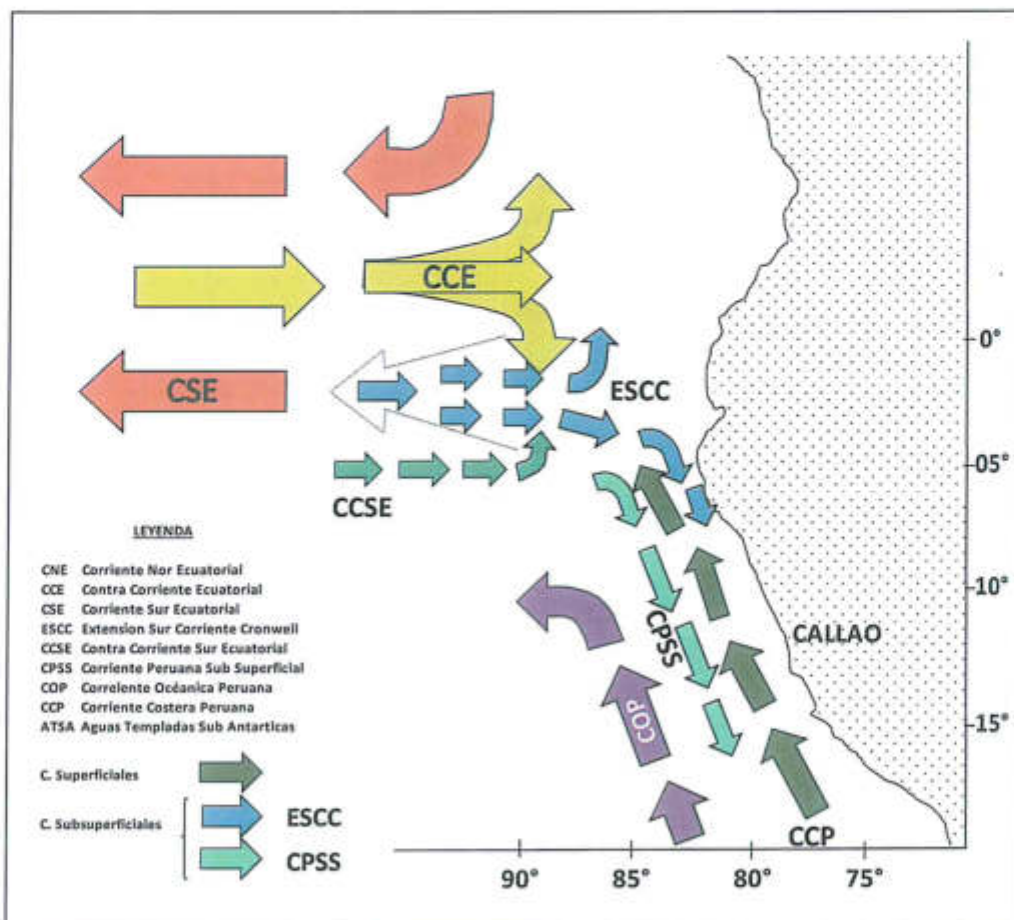 CCE
CSE
ESCC
CCSE
0°
05°
10°
15°
CALLAO
CPSS
COP
CCP
90°
85°
80°
75°
LEYENDA
CNE Corriente Nor Ecuatorial
CCE Contra Corriente Ecuatorial
CSE Corriente Sur Ecuatorial
ESCC Extension Sur Corriente Cronwell
CCSE Contra Corriente Sur Ecuatorial
CPSS Corriente Peruana Sub Superficial
COP Correlente Océanica Peruana
CCP Corriente Costera Peruana
ATSA Aguas Templadas Sub Antarticas
C. Superficiales
C. Subsuperficiales
ESCC
CPSS